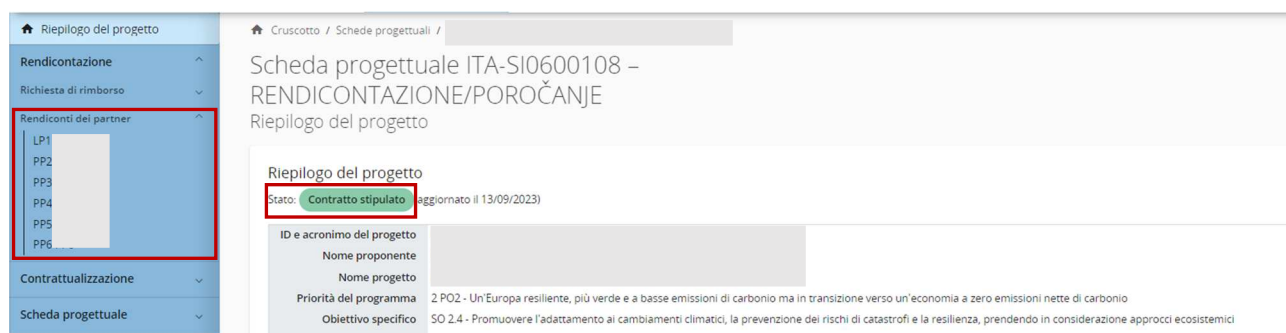 Riepilogo del progetto
Rendicontazione
Richiesta di rimborso
Rendiconti dei partner
LP1
PP2
PP3
PP4
PP5
PP6
Contrattualizzazione
Scheda progettuale
Cruscotto / Schede progettuali /
Scheda progettuale ITA-SI0600108 –
RENDICONTAZIONE/POROČANJE
Riepilogo del progetto
Riepilogo del progetto
Stato: Contratto stipulato aggiornato il 13/09/2023)
ID e acronimo del progetto
Nome proponente
Nome progetto
Priorità del programma 2 PO2 - Un'Europa resiliente, più verde e a basse emissioni di carbonio ma in transizione verso un'economia a zero emissioni nette di carbonio
Obiettivo specifico SO 2.4 - Promuovere l'adattamento ai cambiamenti climatici, la prevenzione dei rischi di catastrofi e la resilienza, prendendo in considerazione approcci ecosistemici